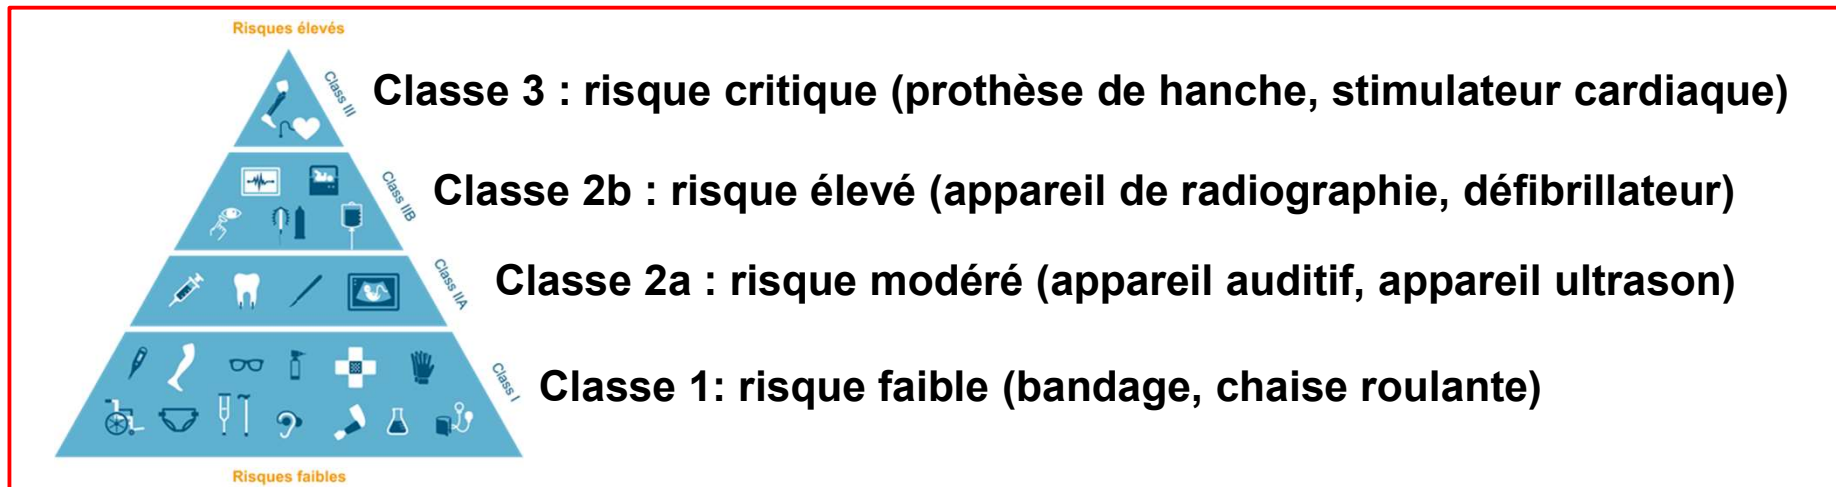 Risques élevés
Class III
Classe 3 : risque critique (prothèse de hanche, stimulateur cardiaque)
Class IIB
Classe 2b : risque élevé (appareil de radiographie, défibrillateur)
Class IIA
Classe 2a : risque modéré (appareil auditif, appareil ultrason)
Class I
Classe 1: risque faible (bandage, chaise roulante)
Risques faibles